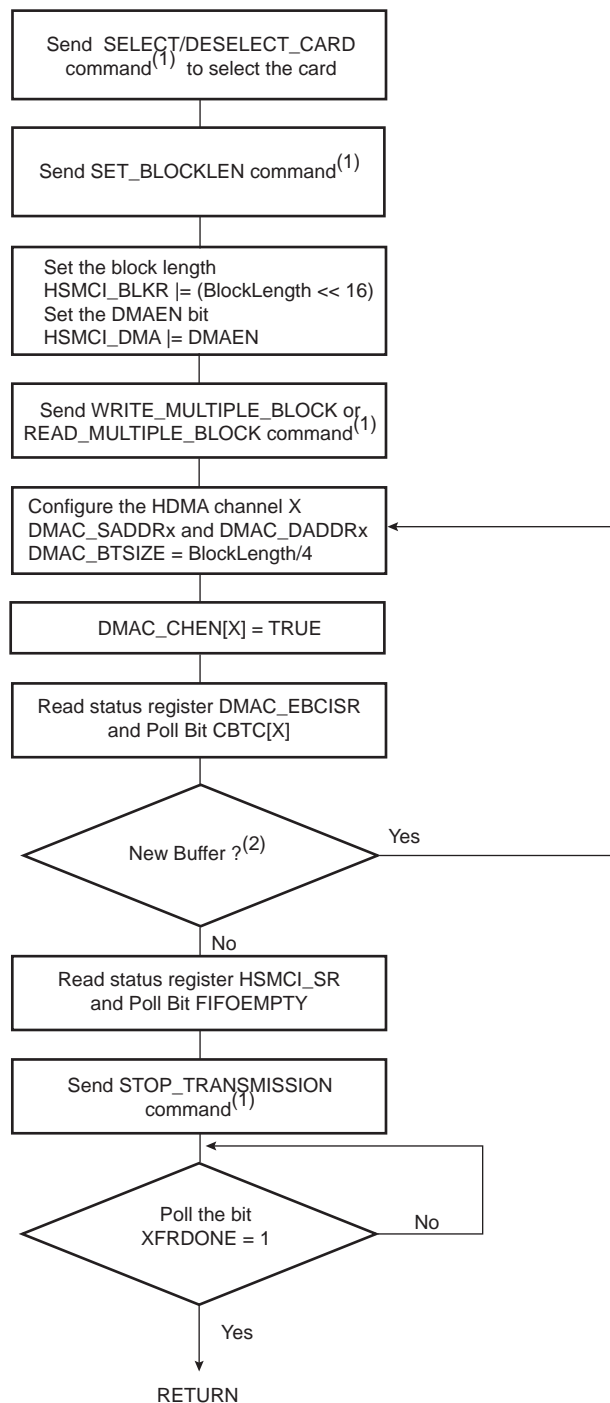 Send SELECT/DESELECT_CARD
command(1) to select the card
Send SET_BLOCKLEN command(1)
Set the block length
HSMCI_BLKR |= (BlockLength << 16)
Set the DMAEN bit
HSMCI_DMA |= DMAEN
Send WRITE_MULTIPLE_BLOCK or
READ_MULTIPLE_BLOCK command(1)
Configure the HDMA channel X
DMAC_SADDRx and DMAC_DADDRx
DMAC_BTSIZE = BlockLength/4
DMAC_CHEN[X] = TRUE
Read status register DMAC_EBCISR
and Poll Bit CBTC[X]
New Buffer ?(2)
Yes
No
Read status register HSMCI_SR
and Poll Bit FIFOEMPTY
Send STOP_TRANSMISSION
command(1)
Poll the bit
XFRDONE = 1
No
Yes
RETURN